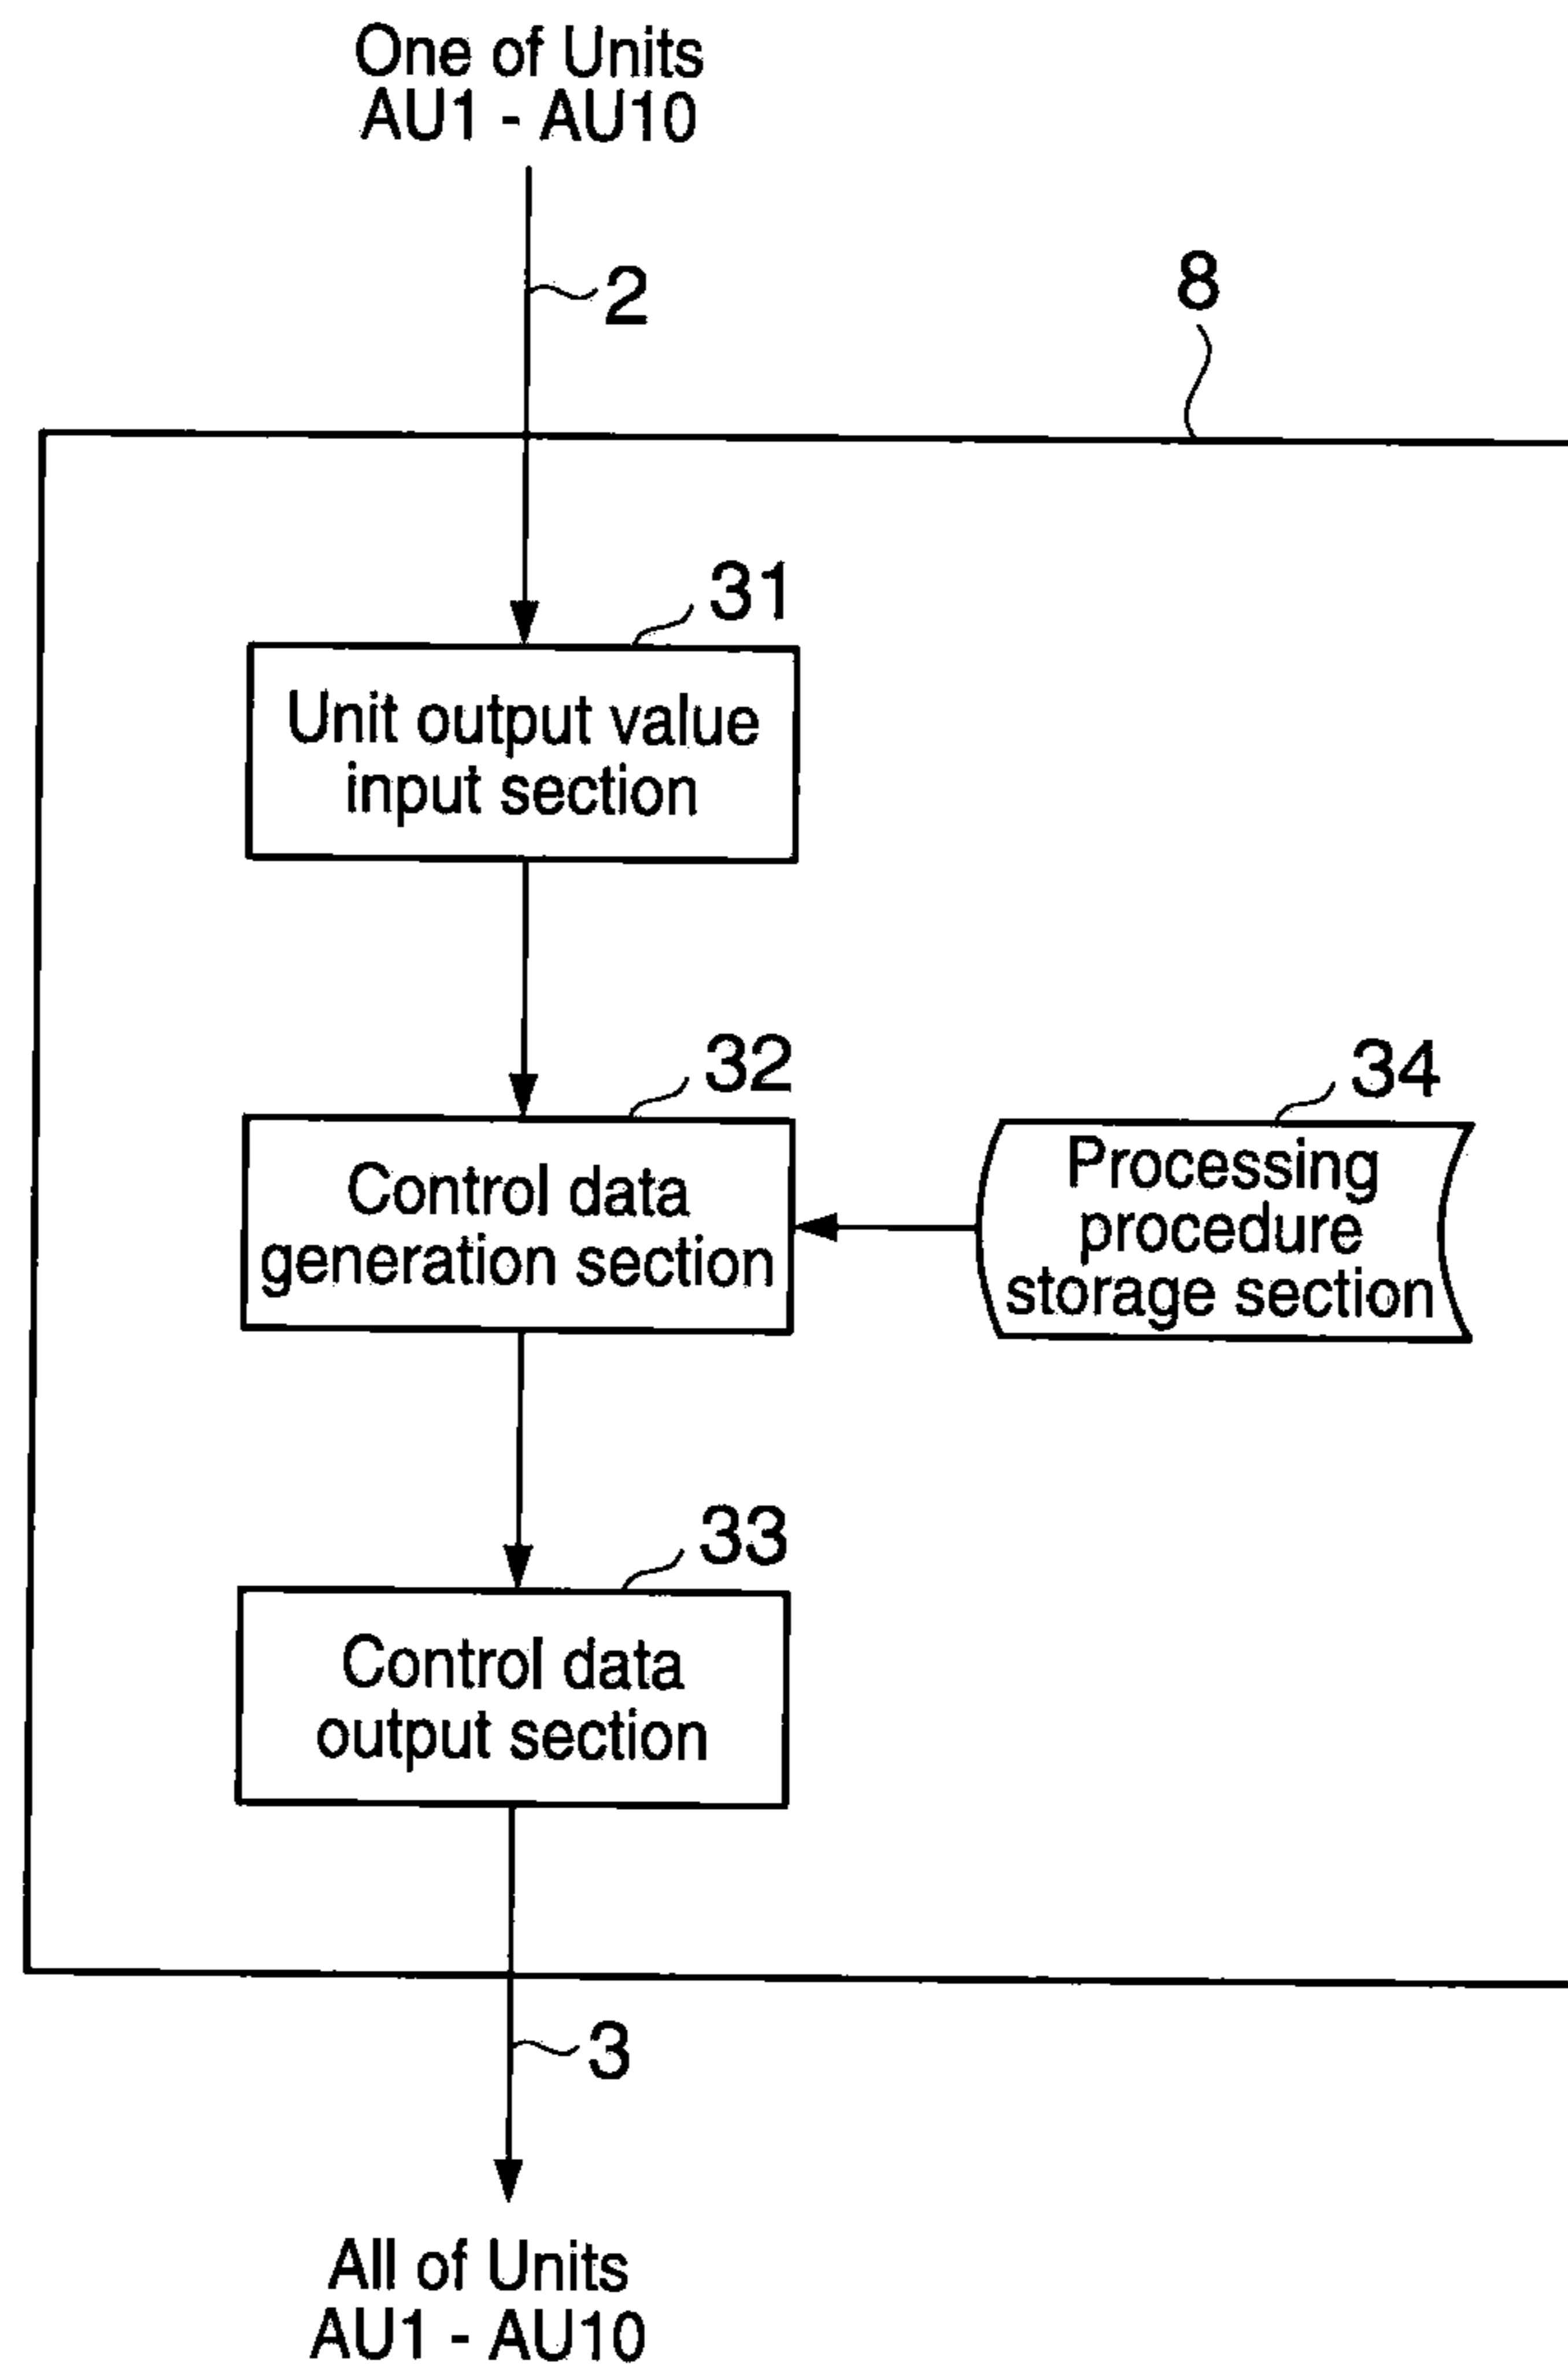 One of Units
AU1 - AU10
2
8
31
Unit output value
input section
32
34
Control data
generation section
Processing
procedure
storage section
33
Control data
output section
3
All of Units
AU1 - AU10